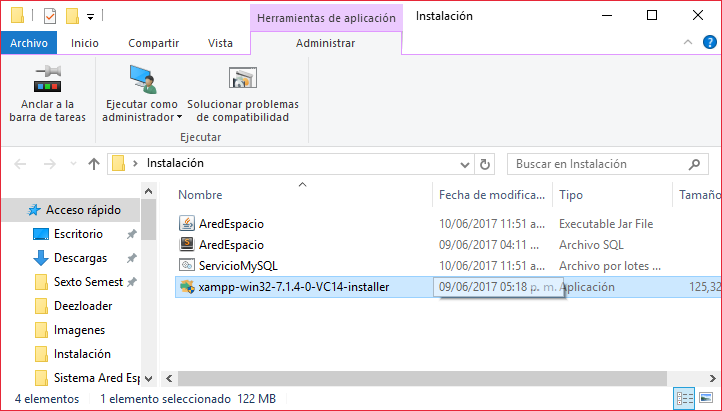 Herramientas de aplicación Instalación
Archivo Inicio Compartir Vista Administrar
Anclar a la barra de tareas
Ejecutar como administrador
Solucionar problemas de compatibilidad
Ejecutar
Instalación
Buscar en Instalación
Nombre Fecha de modifica... Tipo Tamaño
Acceso rápido
Escritorio
Descargas
Sexto Semest
Deezloader
Imagenes
Instalación
Sistema Ared Esp
AredEspacio 10/06/2017 11:51 a... Executable Jar File
AredEspacio 09/06/2017 04:11 ... Archivo SQL
ServicioMySQL 10/06/2017 11:51 a... Archivo por lotes ...
xampp-win32-7.1.4-0-VC14-installer 09/06/2017 05:18 p. m. Aplicación 125,32
4 elementos 1 elemento seleccionado 122 MB